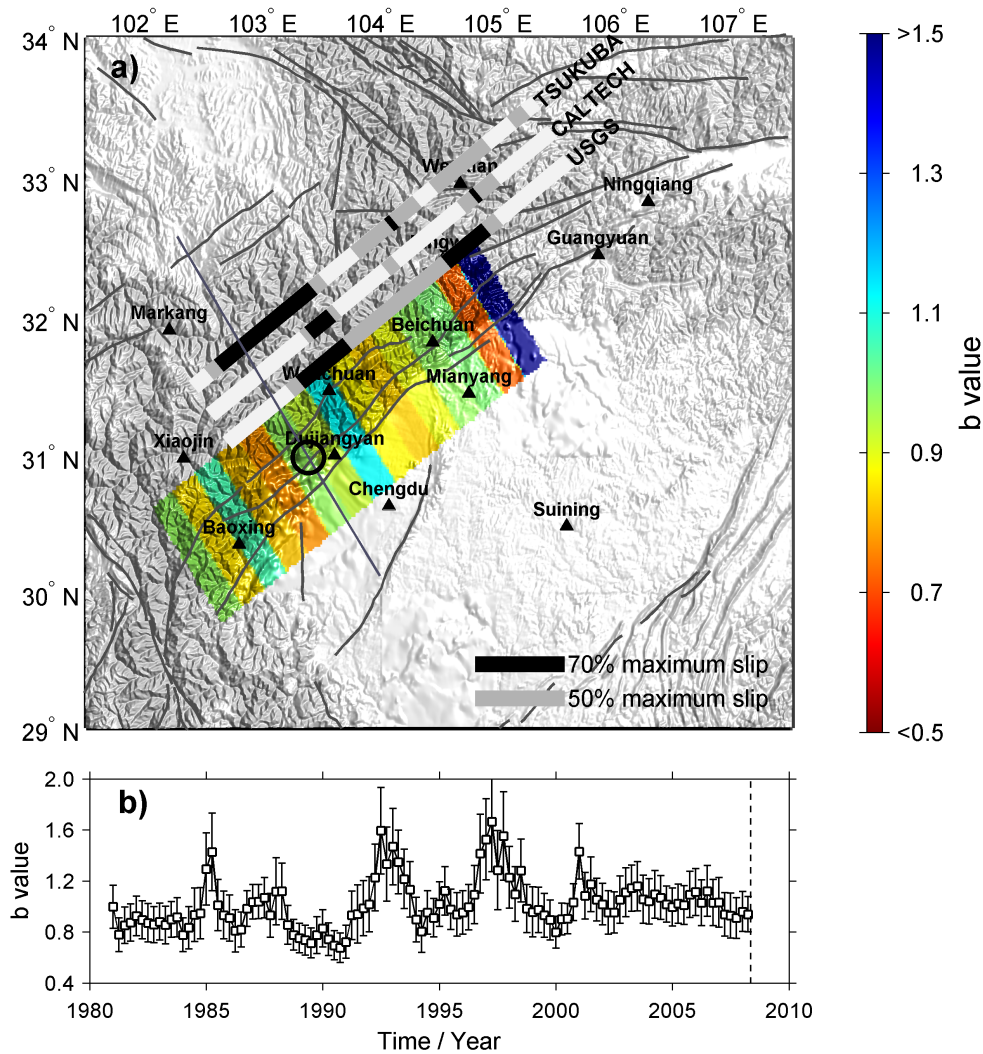 102° E 103° E 104° E 105° E 106° E 107° E
34° N
33° N
32° N
31° N
30° N
29° N
a)
TSUKUBA
CALTECH
USGS
Ningqiang
Guangyuan
Markang
Beichuan
Mianyang
Xiaojin
Dujiangyan
Chengdu
Baoxing
Suining
70% maximum slip
50% maximum slip
>1.5
1.3
1.1
0.9
0.7
<0.5
b value
b)
2.0
1.6
1.2
0.8
0.4
b value
1980 1985 1990 1995 2000 2005 2010
Time / Year